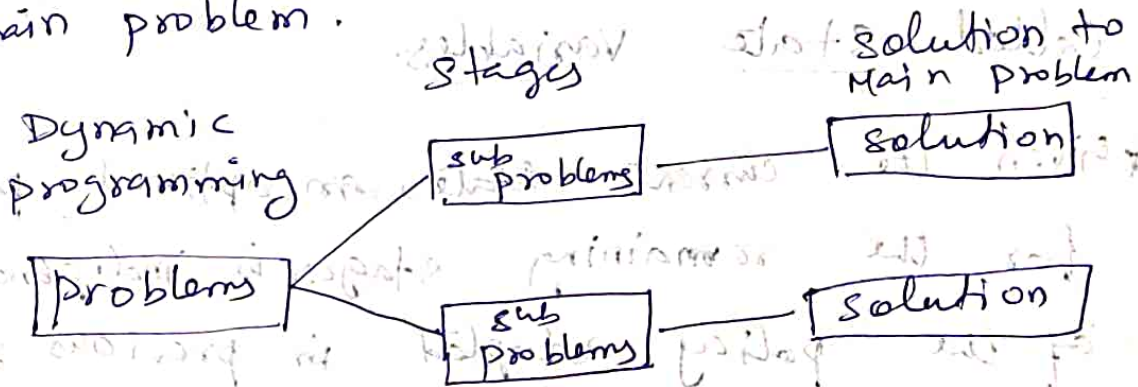 ain problem.
Stages
solution to
Main problem
Dynamic
programming
sub
problems
solution
problems
sub
problems
solution